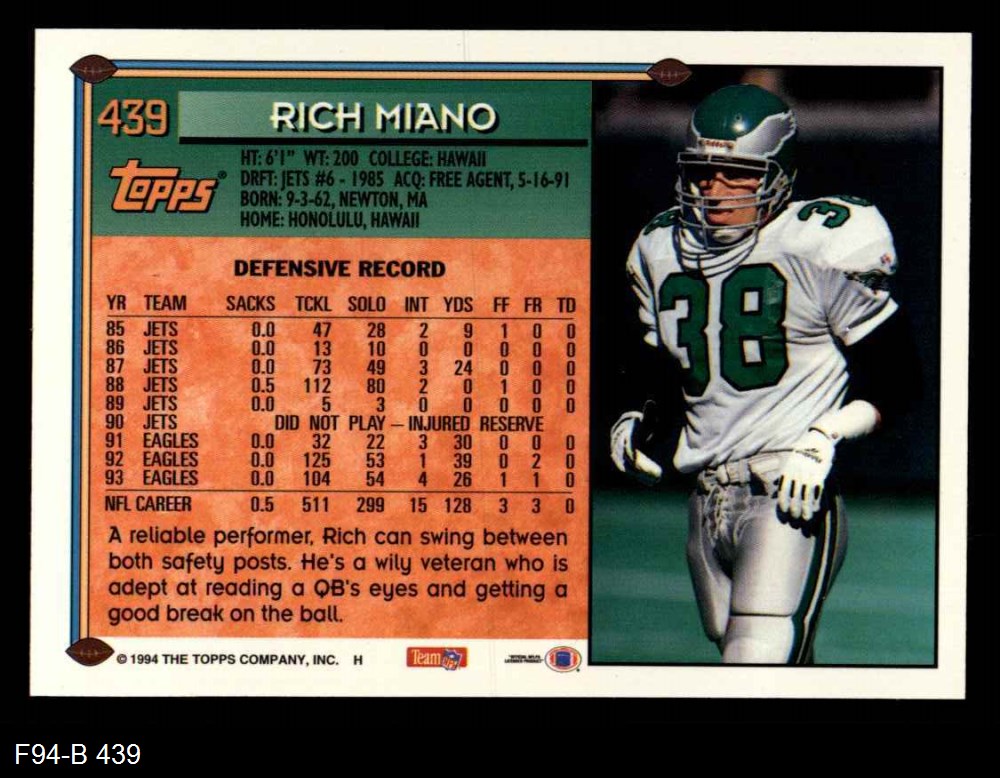 439 RICH MIANO
HT: 6'1" WT: 200 COLLEGE: HAWAII
Topps®
DRFT: JETS #6 - 1985 ACQ: FREE AGENT, 5-16-91
BORN: 9-3-62, NEWTON, MA
HOME: HONOLULU, HAWAII
DEFENSIVE RECORD
YR TEAM SACKS TCKL SOLO INT YDS FF FR TD
85 JETS 0.0 47 28 2 9 1 0 0
86 JETS 0.0 13 10 0 0 0 0 0
87 JETS 0.0 73 49 3 24 0 0 0
88 JETS 0.5 112 80 2 0 1 0 0
89 JETS 0.0 5 3 0 0 0 0 0
90 JETS DID NOT PLAY – INJURED RESERVE
91 EAGLES 0.0 32 22 3 30 0 0 0
92 EAGLES 0.0 125 53 1 39 0 2 0
93 EAGLES 0.0 104 54 4 26 1 1 0
NFL CAREER 0.5 511 299 15 128 3 3 0
A reliable performer, Rich can swing between
both safety posts. He's a wily veteran who is
adept at reading a QB's eyes and getting a
good break on the ball.
© 1994 THE TOPPS COMPANY, INC. H
Team NFL
38
38
F94-B 439